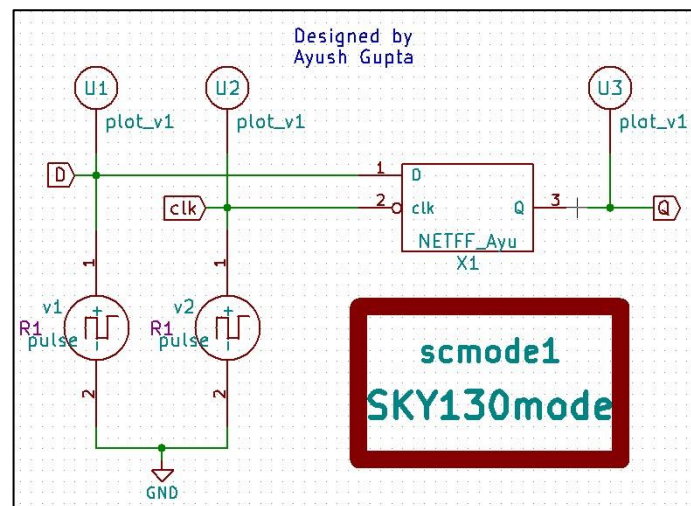 Designed by
Ayush Gupta
U1
U2
U3
plot_v1
plot_v1
plot_v1
D
1
D
clk
2
clk
Q
3
Q
NETFF_Ayu
X1
1
1
v1
v2
+
+
R1
pulse
R1
pulse
-
-
2
2
GND
scmode1
SKY130mode